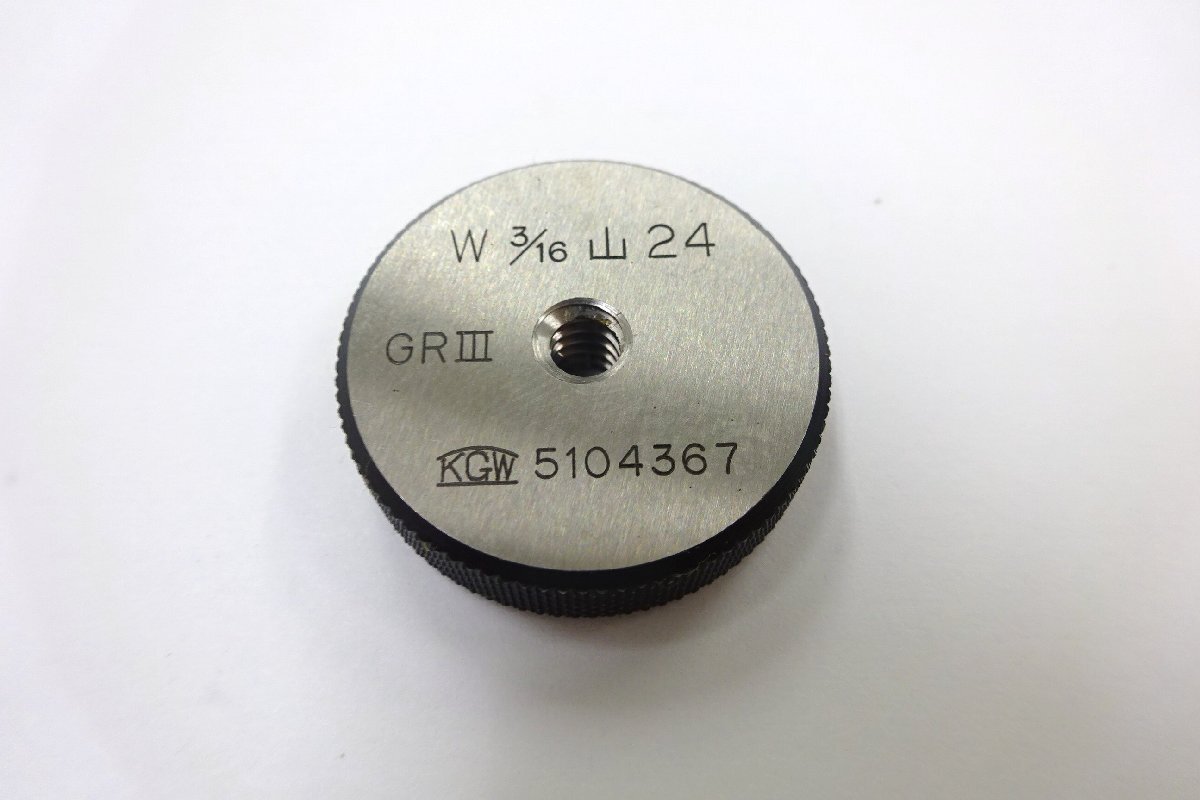 W 3/16 山 24
GR III
KGW 5104367